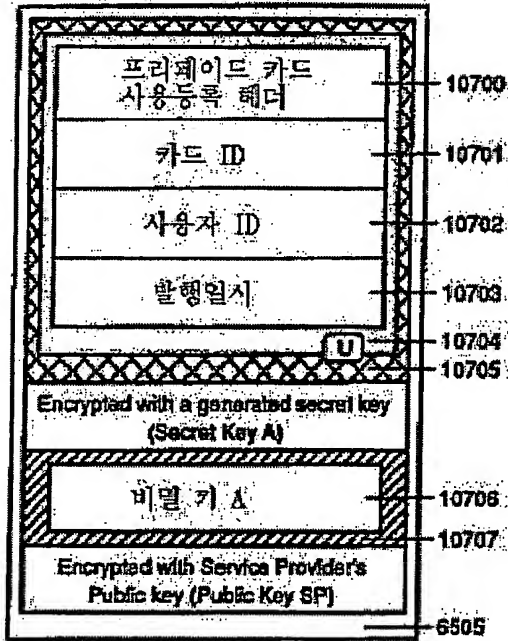 프리페이드 카드
사용등록 헤더
10700
카드 ID
10701
사용자 ID
10702
발행일시
10703
U
10704
10705
Encrypted with a generated secret key
(Secret Key A)
비밀 키 A
10706
10707
Encrypted with Service Provider's
Public key (Public Key SP)
6505